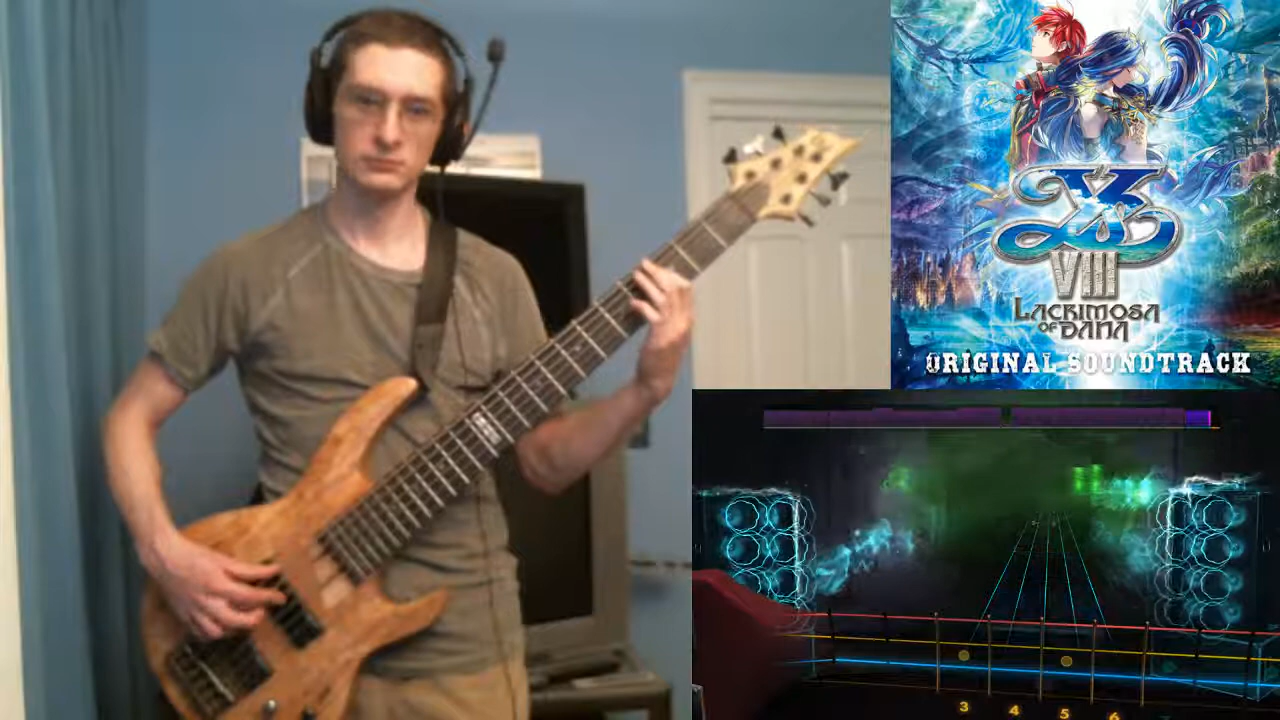 Ys
VIII
LACRIMOSA
OF DANA
ORIGINAL SOUNDTRACK
3 4 5 6